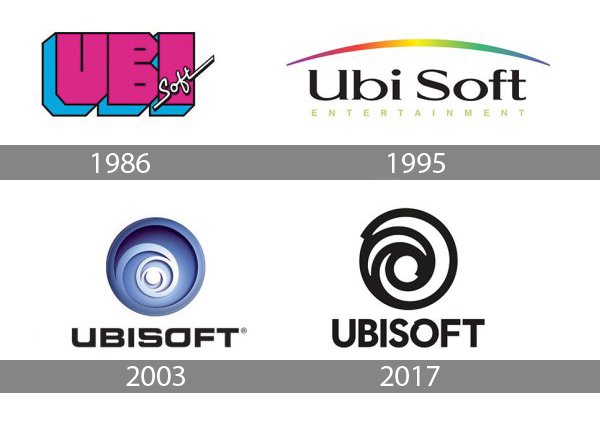 UBI
Soft
Ubi Soft
ENTERTAINMENT
1986
1995
UBISOFT®
UBISOFT
2003
2017